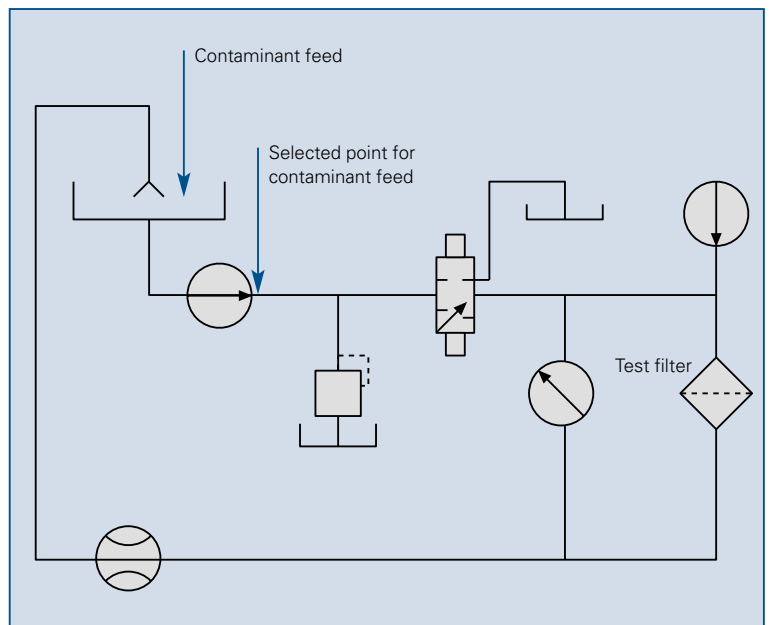 Contaminant feed
Selected point for
contaminant feed
Test filter